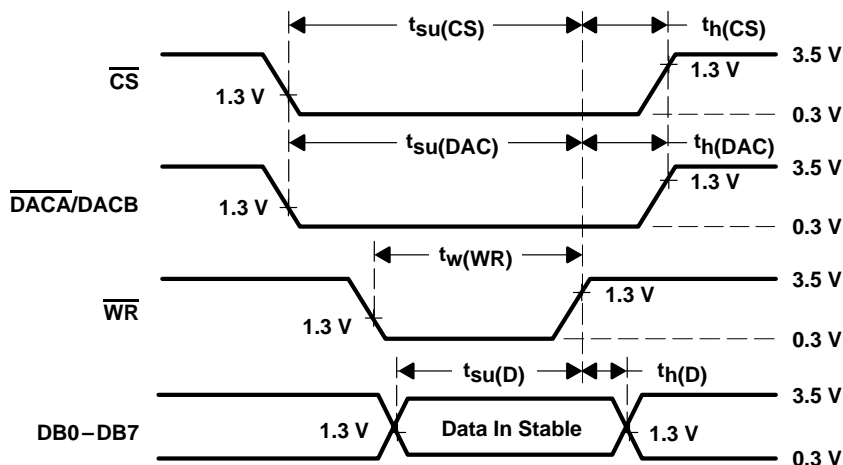 tsu(CS) th(CS)
CS 1.3 V 1.3 V 3.5 V
0.3 V
tsu(DAC) th(DAC)
DACA/DACB 1.3 V 1.3 V 3.5 V
0.3 V
tw(WR)
WR 1.3 V 1.3 V 3.5 V
0.3 V
tsu(D) th(D)
DB0–DB7 1.3 V Data In Stable 1.3 V 3.5 V
0.3 V